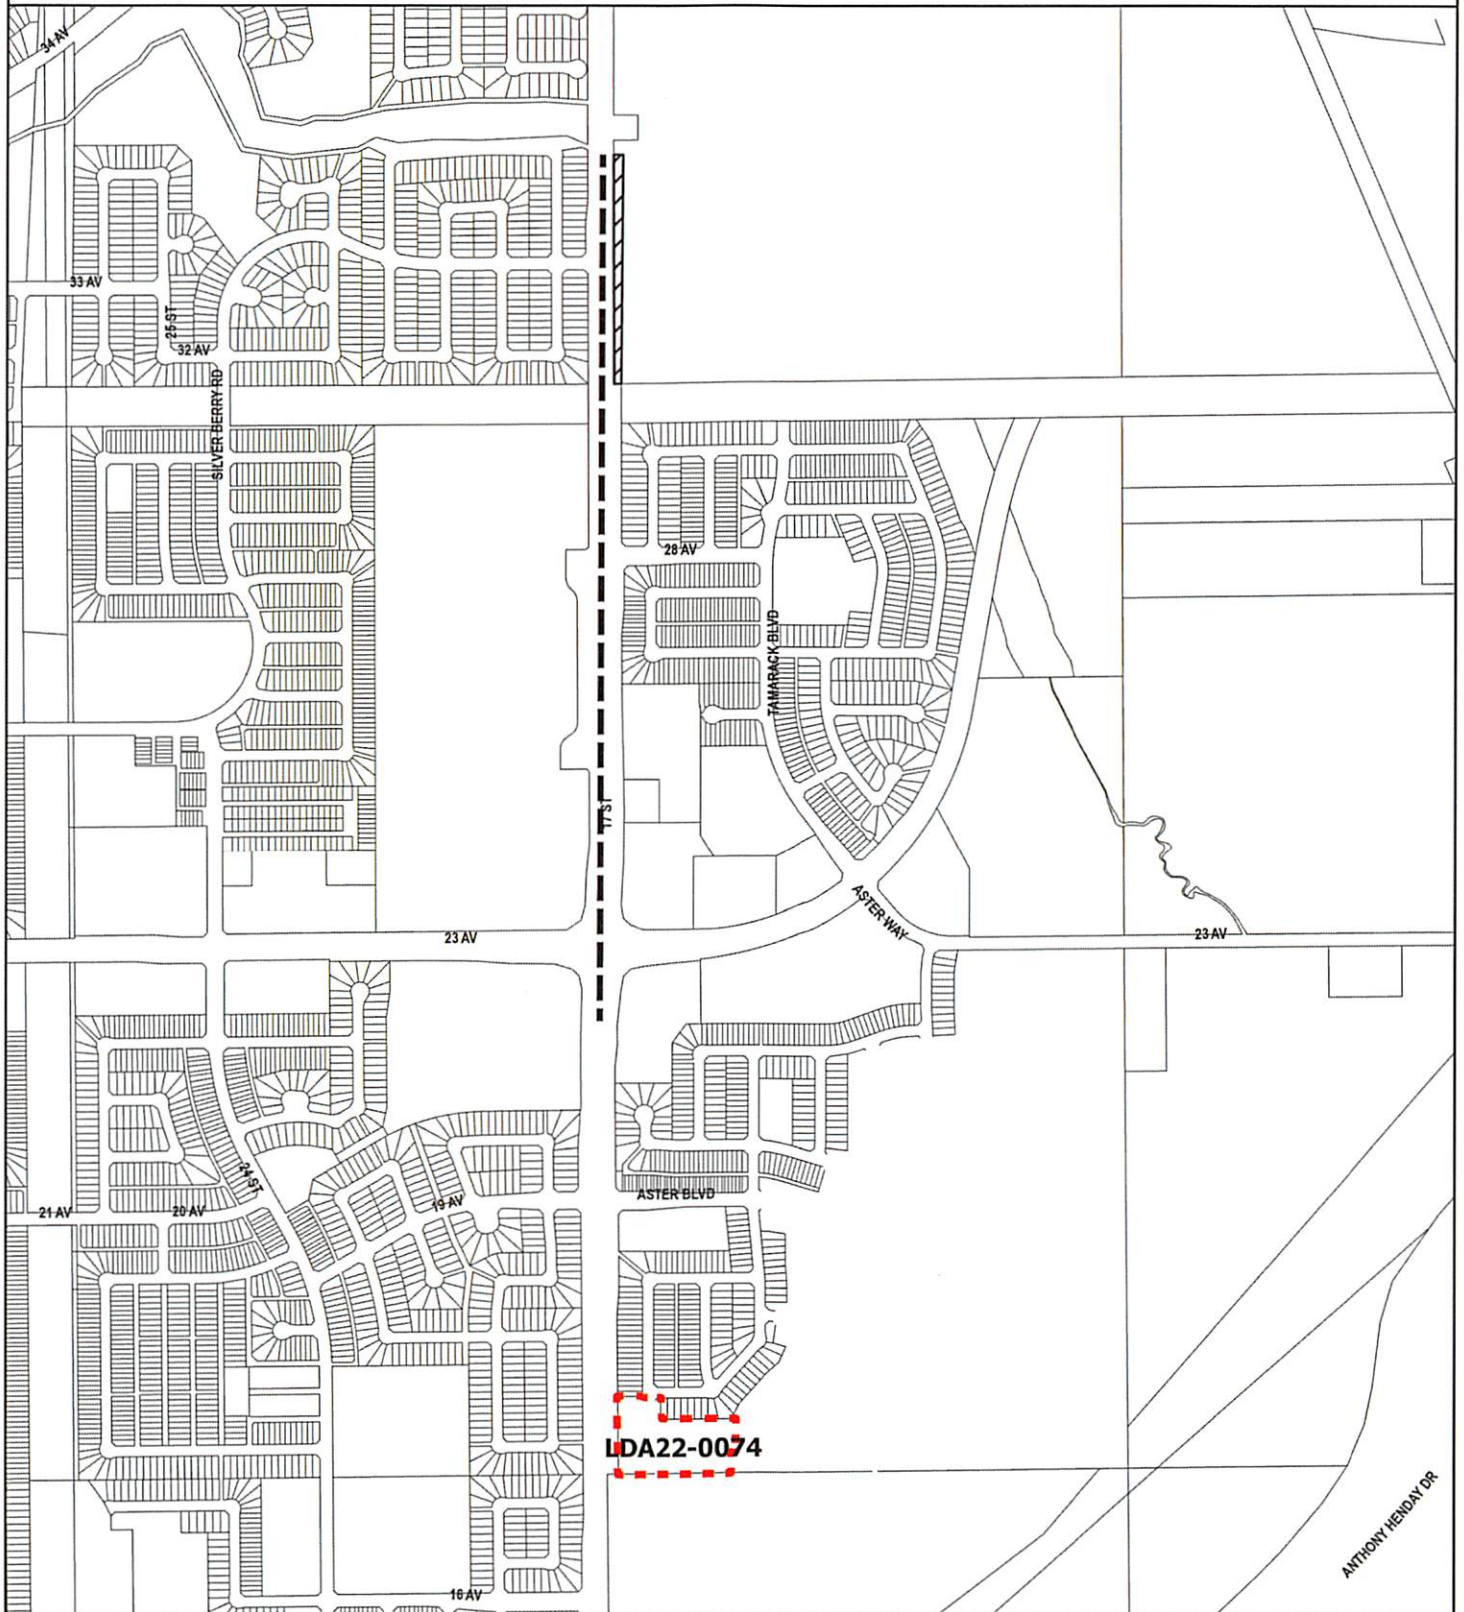 34 AV
33 AV
25 ST
32 AV
SILVER BERRY RD
28 AV
TAMARACK BLVD
17 ST
ASTER WAY
23 AV
23 AV
24 ST
ASTER BLVD
19 AV
21 AV
20 AV
LDA22-0074
ANTHONY HENDAY DR
16 AV